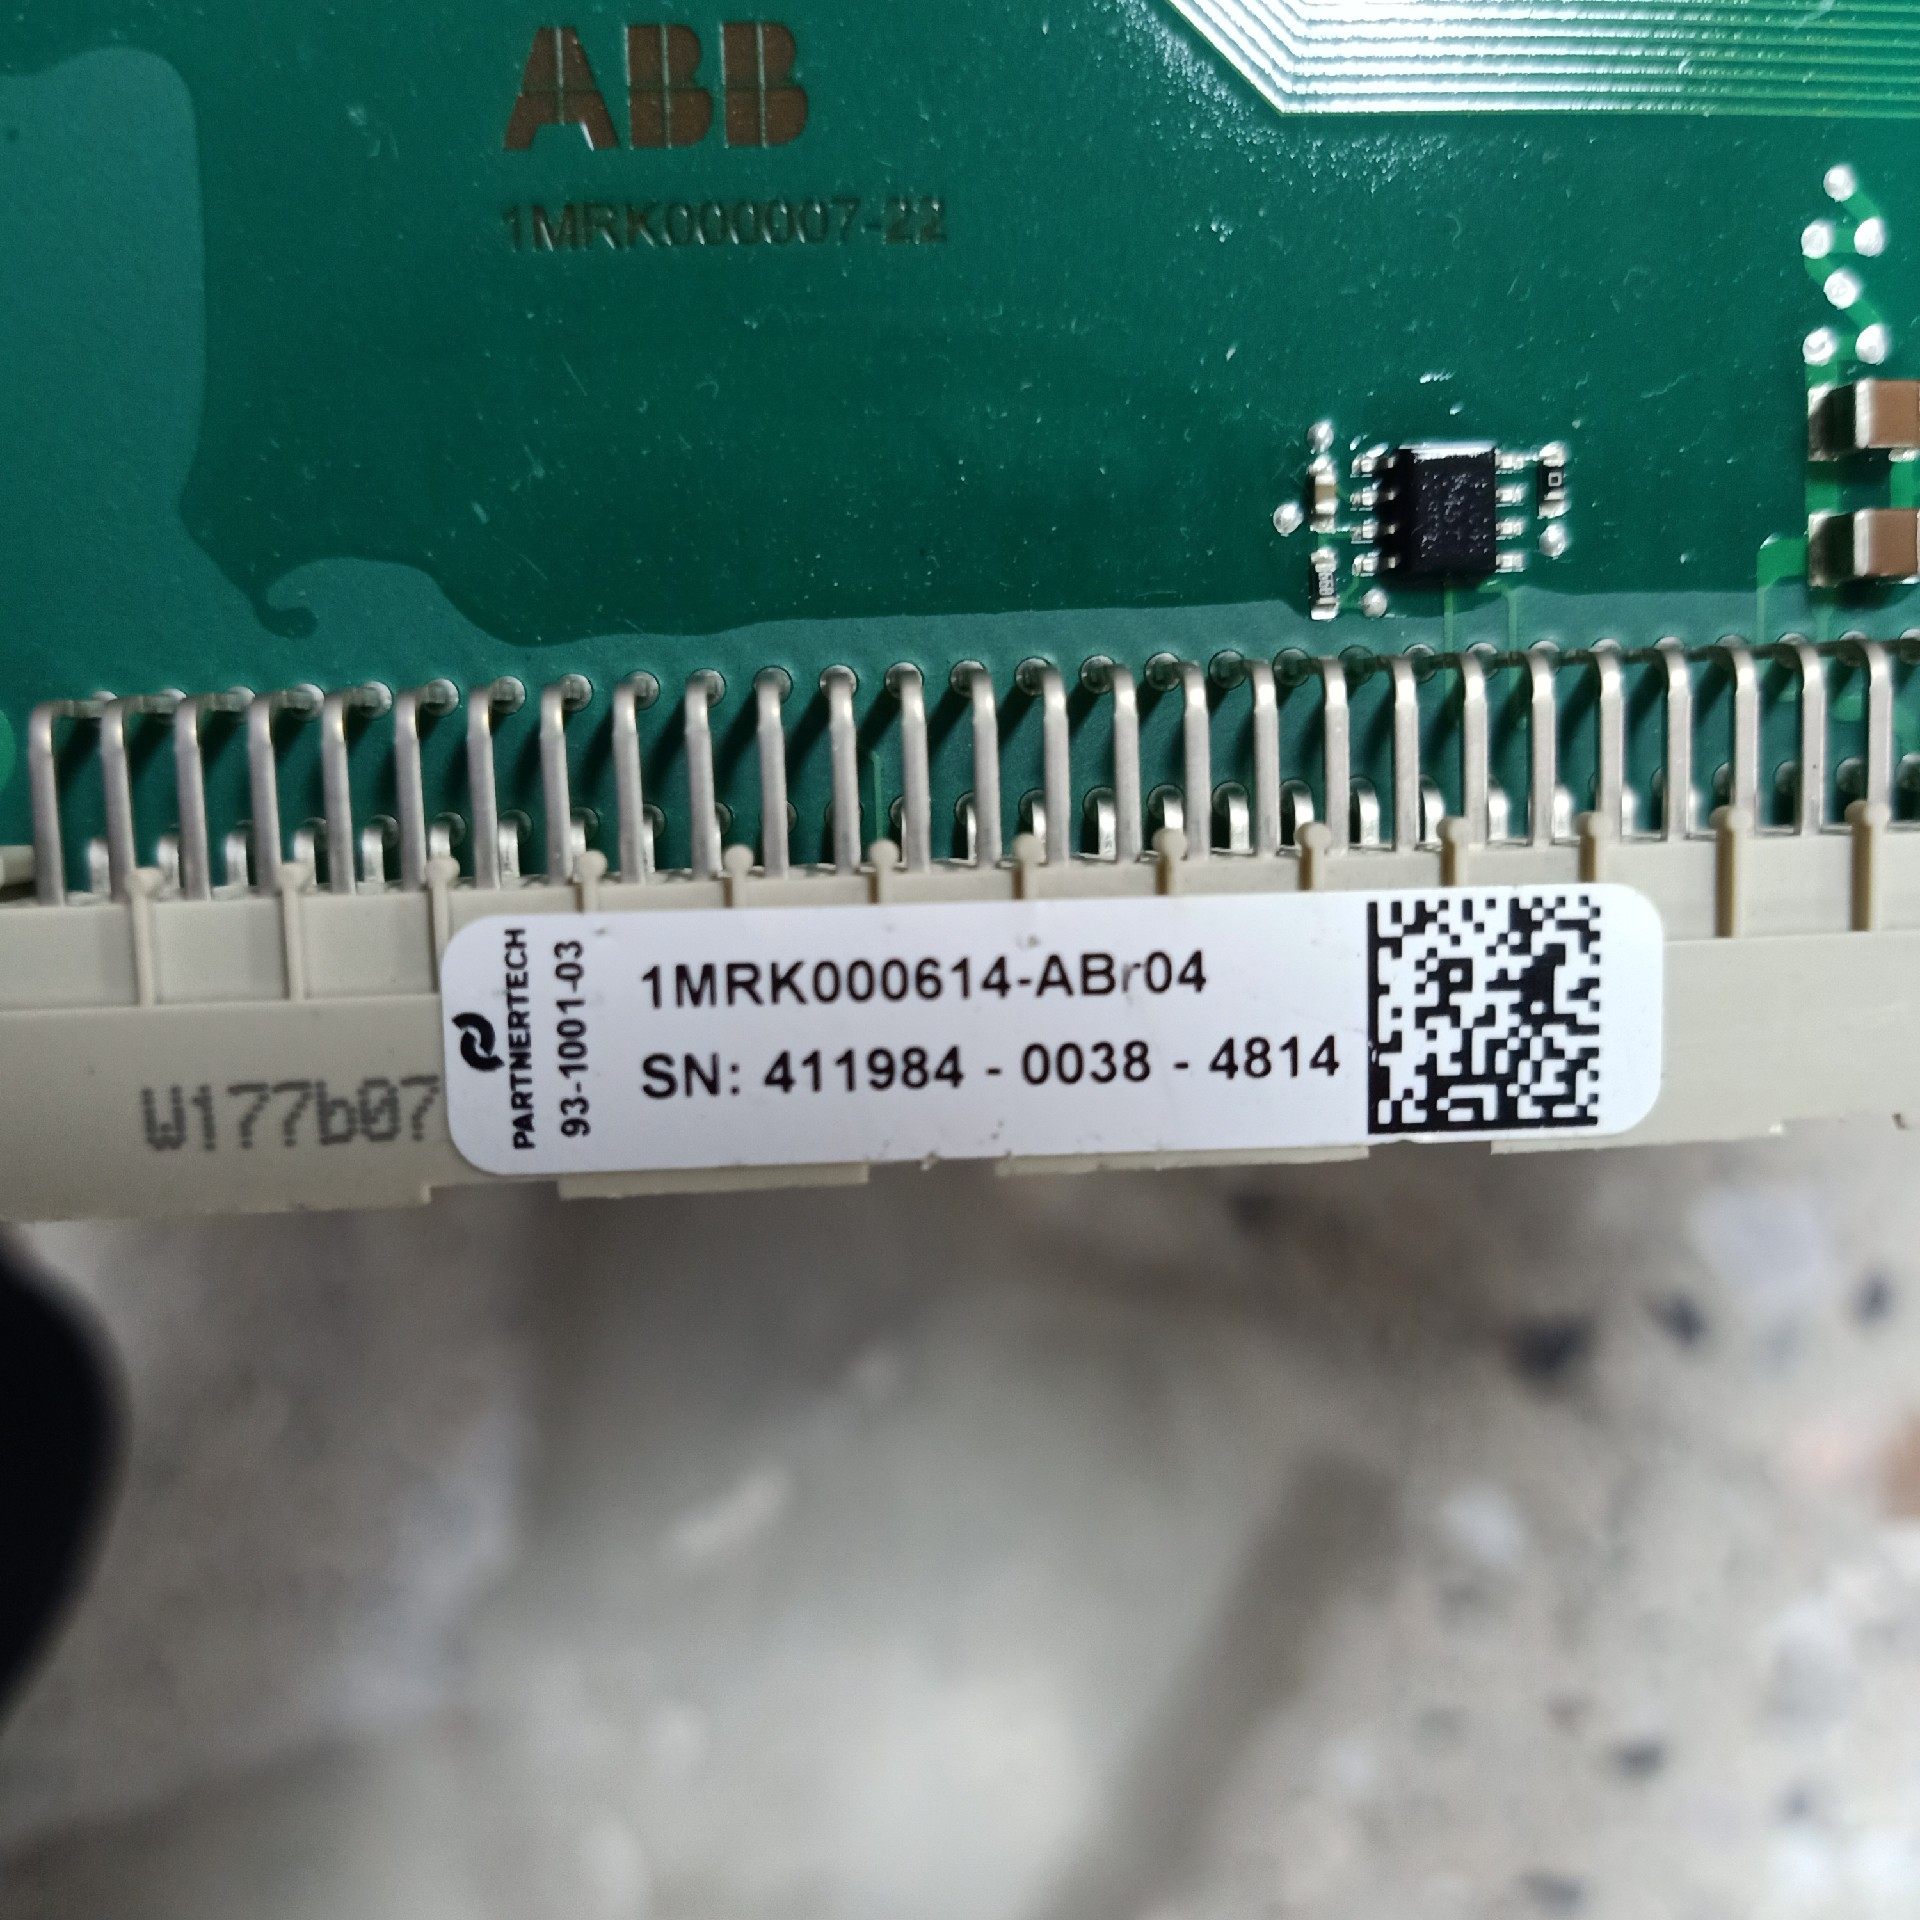 ABB
1MRK000007-22
PARTNERTECH
93-1001-03
1MRK000614-ABr04
SN: 411984 - 0038 - 4814
W177b07